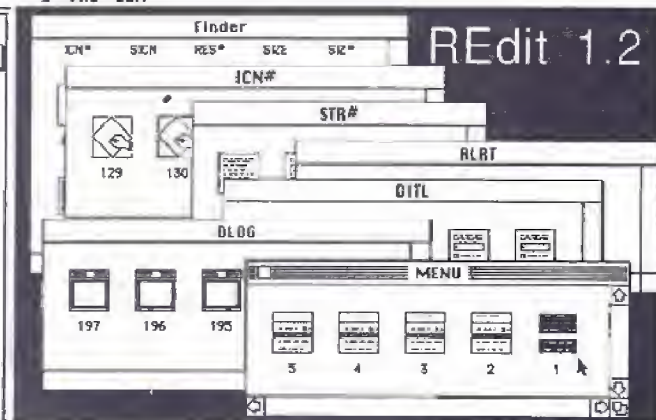 Finder
REdit 1.2
ICN# SICN RES# SIZE SIZ#
ICN#
129 130
STR#
ALRT
DITL
DLOG
197 196 195
MENU
5 4 3 2 1